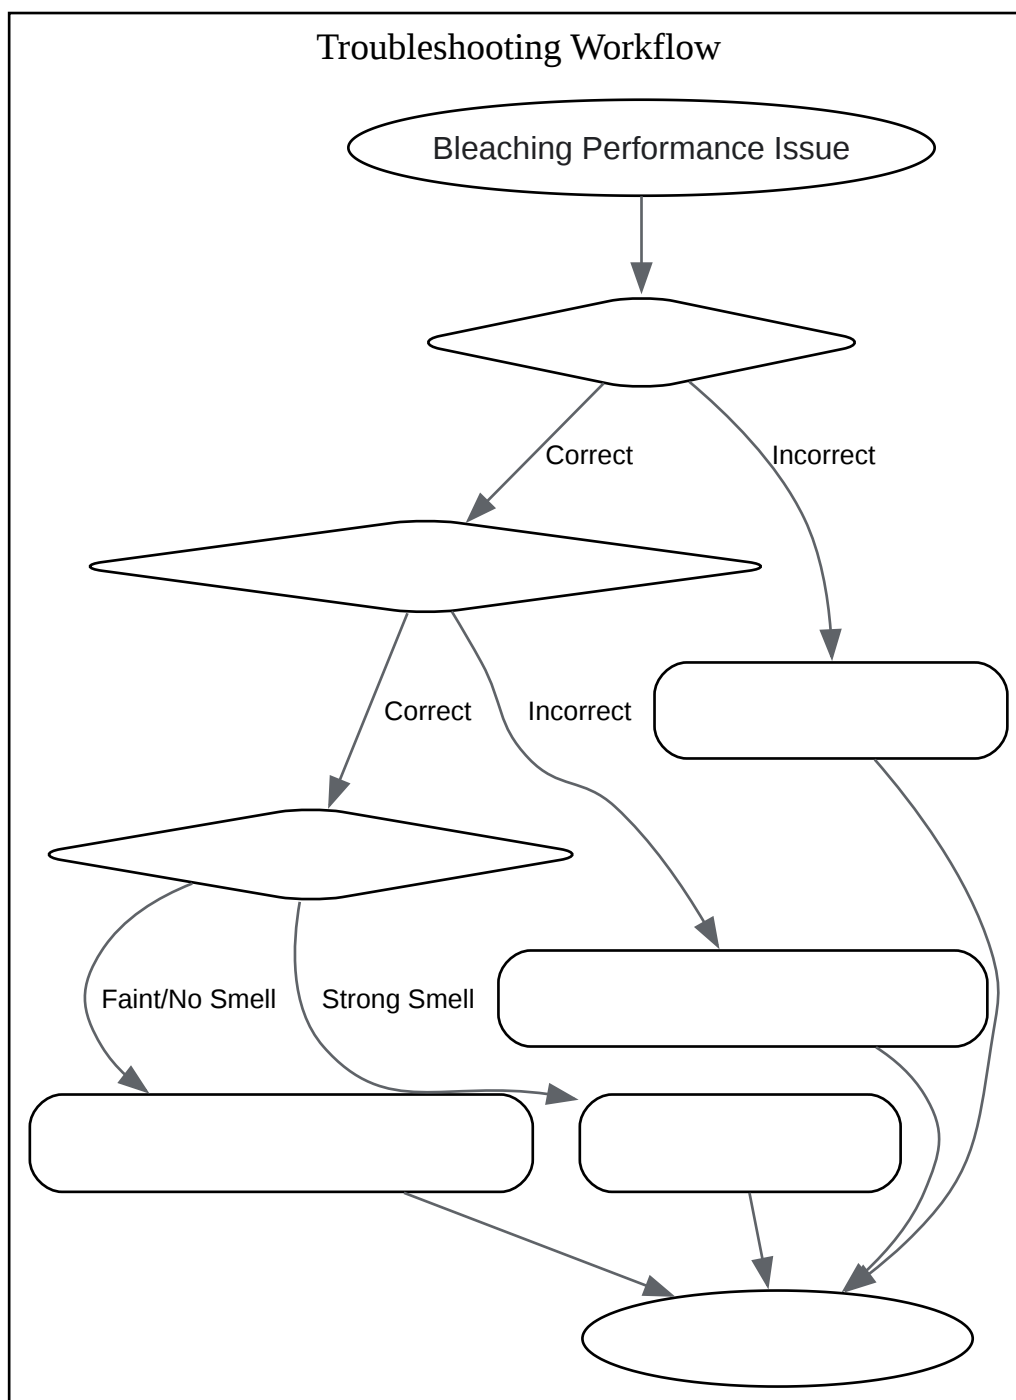 Troubleshooting Workflow
Bleaching Performance Issue
Correct
Incorrect
Correct
Incorrect
Faint/No Smell
Strong Smell